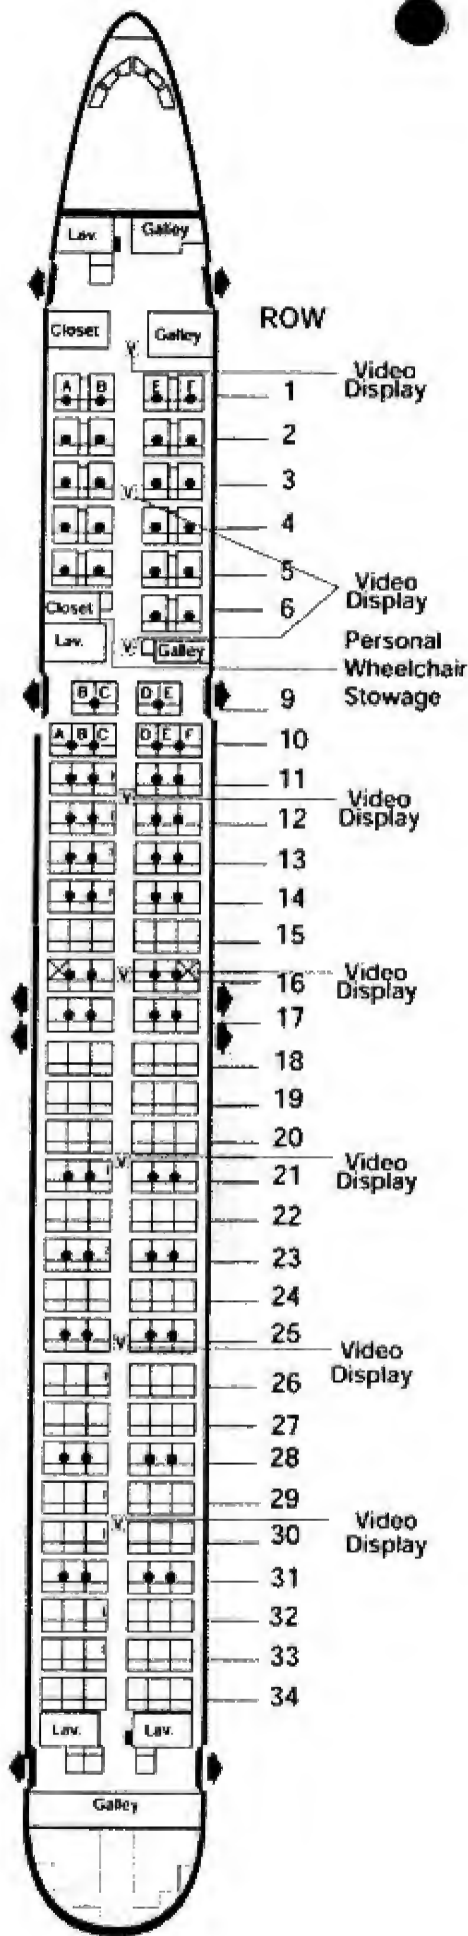 Lav. Galley
ROW
Closet Galley
V
Video
Display
A B E F 1
2
3
V
4
5
Video
Display
Closet
6
Lav. V Galley
Personal
Wheelchair
Stowage
B C D E 9
A B C D E F 10
11
V
Video
Display
12
13
14
15
V
Video
Display
16
17
18
19
20
V
Video
Display
21
22
23
24
25
V
Video
Display
26
27
28
29
V
Video
Display
30
31
32
33
34
Lav. Lav.
Galley